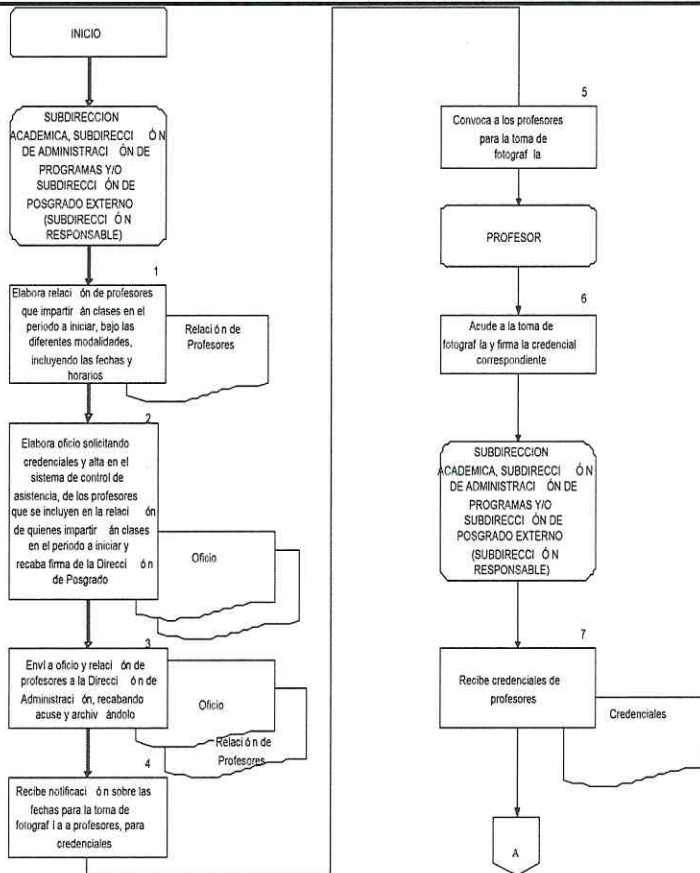 INICIO
SUBDIRECCION
ACADEMICA, SUBDIRECCI ÓN
DE ADMINISTRACI ÓN DE
PROGRAMAS Y/O
SUBDIRECCI ÓN DE
POSGRADO EXTERNO
(SUBDIRECCI ÓN
RESPONSABLE)
1
Elabora relaci ón de profesores
que impartir án clases en el
periodo a iniciar, bajo las
diferentes modalidades,
incluyendo las fechas y
horarios
Relaci ó n de
Profesores
2
Elabora oficio solicitando
credenciales y alta en el
sistema de control de
asistencia, de los profesores
que se incluyen en la relaci ón
de quienes impartir án clases
en el periodo a iniciar y
recaba firma de la Direcci ó n
de Posgrado
Oficio
3
Enví a oficio y relaci ón de
profesores a la Direcci ó n de
Administraci ón, recabando
acuse y archiv ándolo
Oficio
Relaci ó n de
Profesores
4
Recibe notificaci ón sobre las
fechas para la toma de
fotograf Í a a profesores, para
credenciales
5
Convoca a los profesores
para la toma de
fotograf ía
PROFESOR
6
Acude a la toma de
fotograf ía y firma la credencial
correspondiente
SUBDIRECCION
ACADEMICA, SUBDIRECCI ÓN
DE ADMINISTRACI ÓN DE
PROGRAMAS Y/O
SUBDIRECCI ÓN DE
POSGRADO EXTERNO
(SUBDIRECCI Ó N
RESPONSABLE)
7
Recibe credenciales de
profesores
Credenciales
A